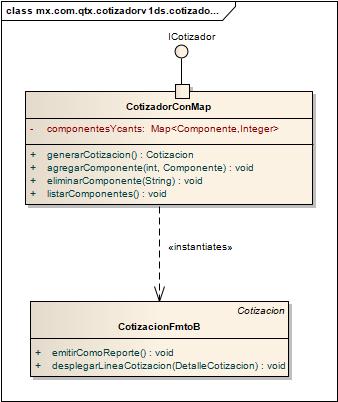 class mx.com.qtx.cotizadorv1ds.cotizado...
ICotizador
CotizadorConMap
- componentesYcants: Map<Componente,Integer>
+ generarCotizacion() : Cotizacion
+ agregarComponente(int, Componente) : void
+ eliminarComponente(String) : void
+ listarComponentes() : void
«instantiates»
Cotizacion
CotizacionFmtoB
+ emitirComoReporte() : void
+ desplegarLineaCotizacion(DetalleCotizacion) : void